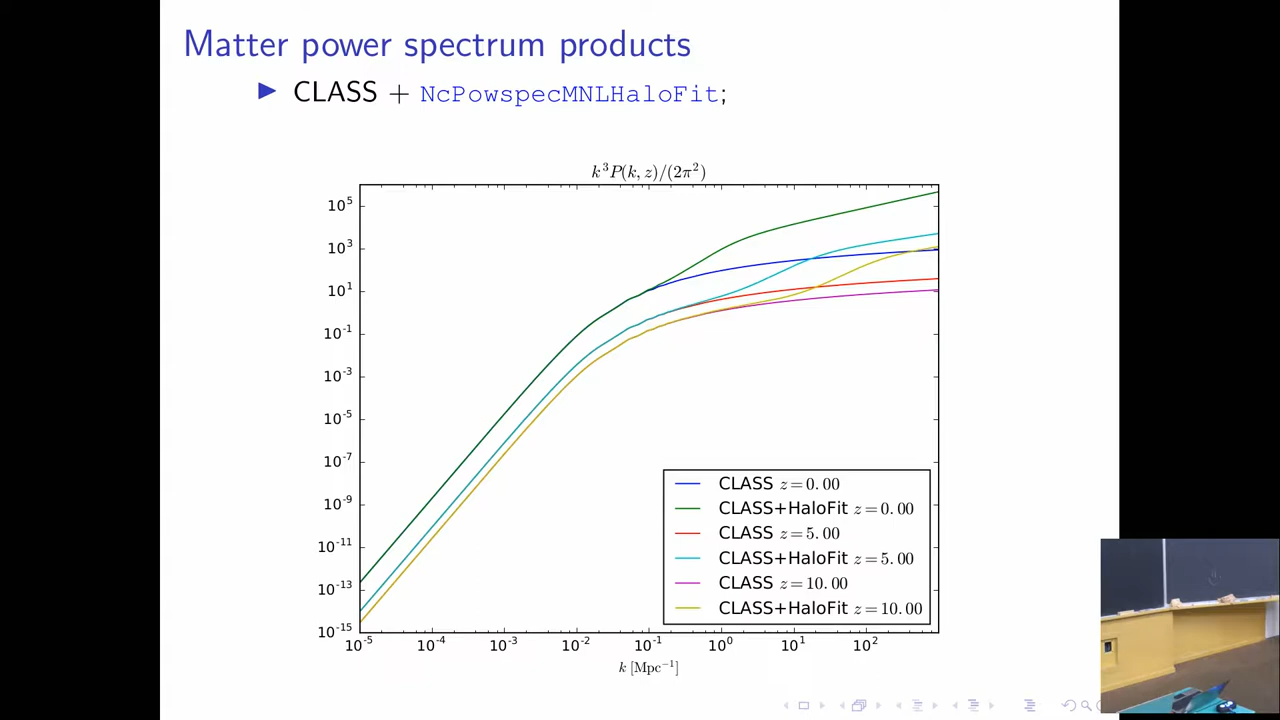 Matter power spectrum products
▶ CLASS + NcPowspecMNLHaloFit;
k³P(k, z)/(2π²)
10⁵
10³
10¹
10⁻¹
10⁻³
10⁻⁵
10⁻⁷
10⁻⁹
10⁻¹¹
10⁻¹³
10⁻¹⁵
CLASS z=0.00
CLASS+HaloFit z=0.00
CLASS z=5.00
CLASS+HaloFit z=5.00
CLASS z=10.00
CLASS+HaloFit z=10.00
10⁻⁵ 10⁻⁴ 10⁻³ 10⁻² 10⁻¹ 10⁰ 10¹ 10²
k [Mpc⁻¹]